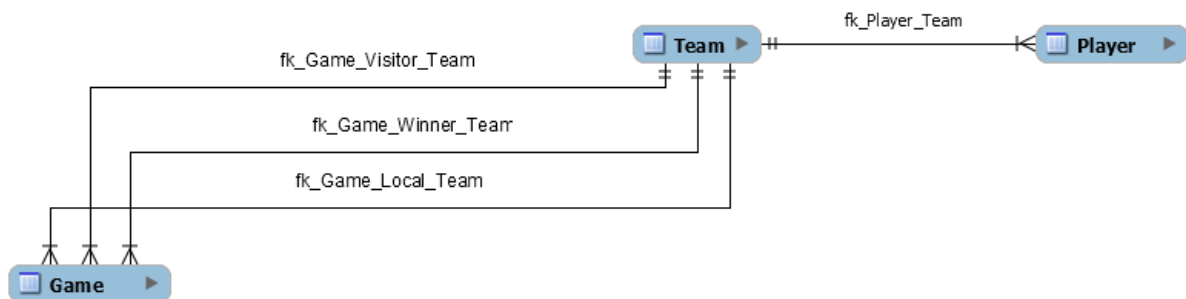 fk_Player_Team
Team
Player
fk_Game_Visitor_Team
fk_Game_Winner_Team
fk_Game_Local_Team
Game